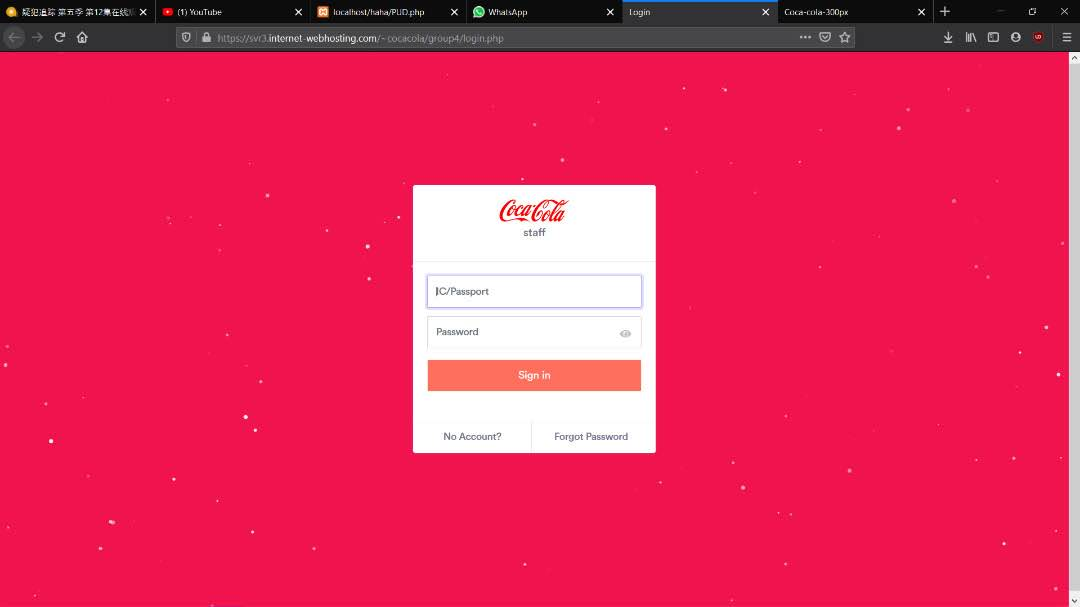 疑犯追踪 第五季 第12集在线
(1) YouTube
localhost/haha/PUD.php
WhatsApp
Login
Coca-cola-300px
https://svr3.internet-webhosting.com/~cocacola/group4/login.php
Coca-Cola
staff
IC/Passport
Password
Sign in
No Account?
Forgot Password